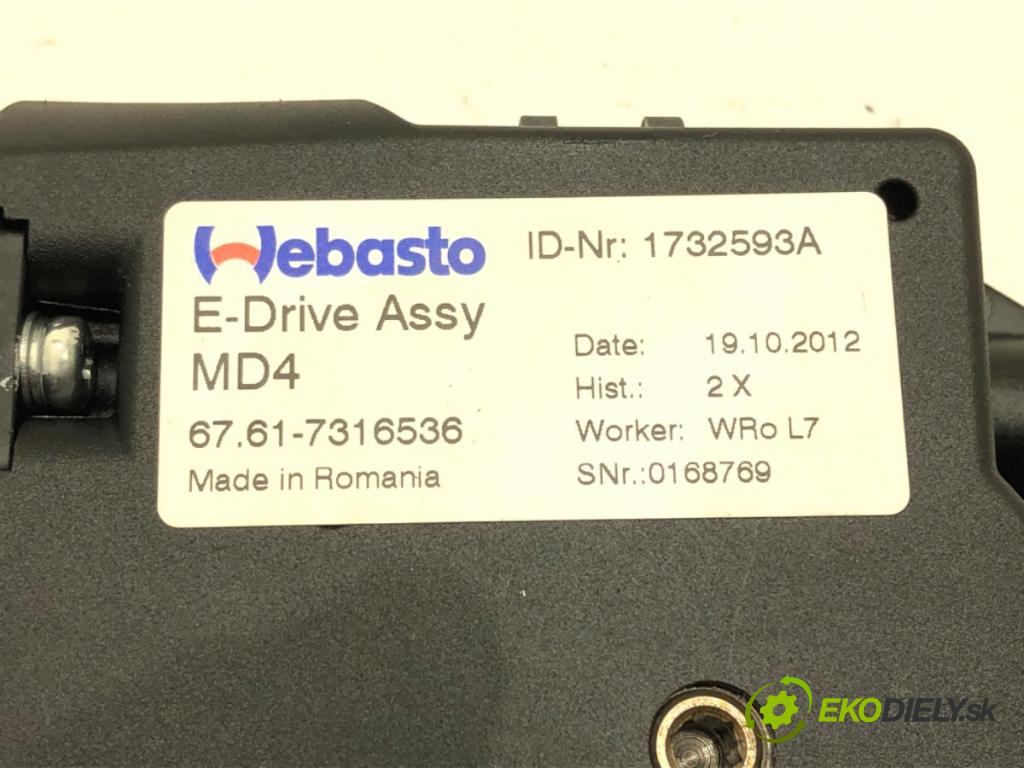 Webasto
E-Drive Assy
MD4
67.61-7316536
Made in Romania
ID-Nr: 1732593A
Date: 19.10.2012
Hist.: 2 X
Worker: WRo L7
SNr.:0168769
EKODIELY.sk